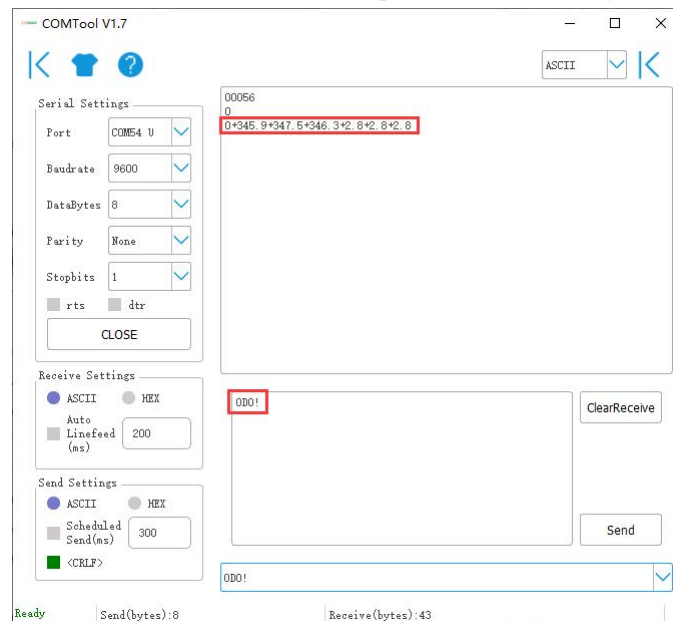 COMTool V1.7
ASCII
Serial Settings
Port COM54 U
Baudrate 9600
DataBytes 8
Parity None
Stopbits 1
rts dtr
CLOSE
Receive Settings
ASCII HEX
Auto
Linefeed
(ms)
200
Send Settings
ASCII HEX
Scheduled
Send(ms)
300
<CRLF>
00056
0
0+345.9+347.5+346.3+2.8+2.8+2.8
0D0!
ClearReceive
Send
0D0!
Ready Send(bytes):8 Receive(bytes):43